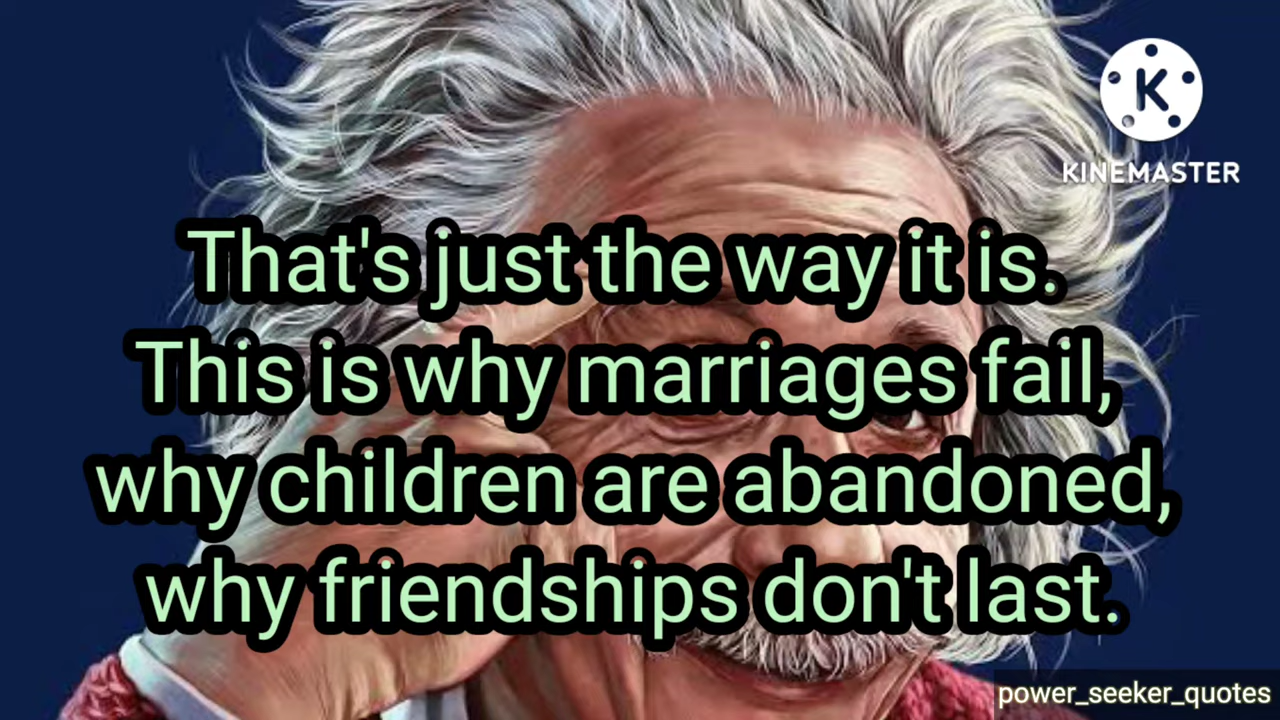 K
KINEMASTER
That's just the way it is.
This is why marriages fail,
why children are abandoned,
why friendships don't last.
power_seeker_quotes